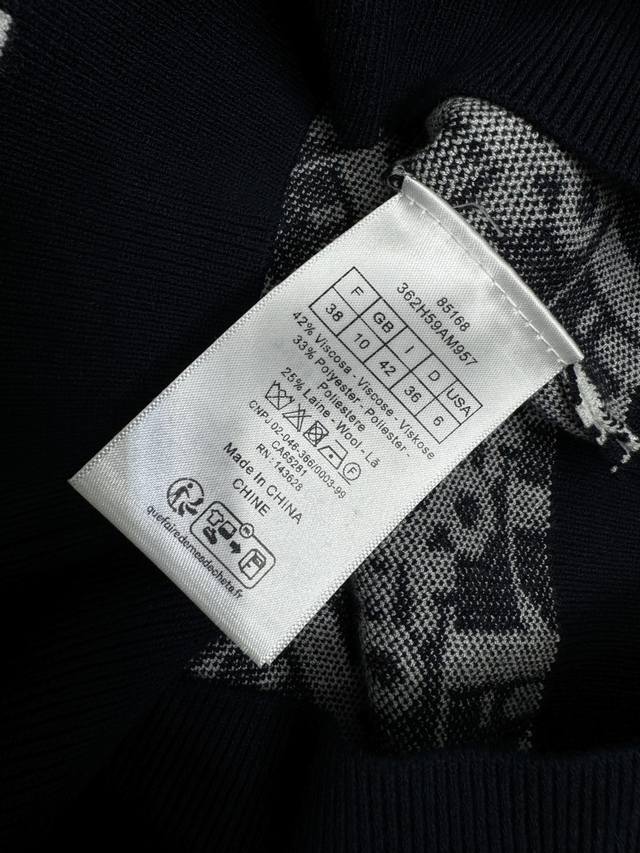 85168
362H59AM957
F GB I D USA
38 10 42 36 6
42% Viscosa - Viscose - Viskose
33% Polyester - Poliester -
Poliestere
25% Laine - Wool - Lã
CNPJ 02-046-366/0003-99
CA65281
RN : 143628
Made In CHINA
CHINE
quefairedemesdechets.fr